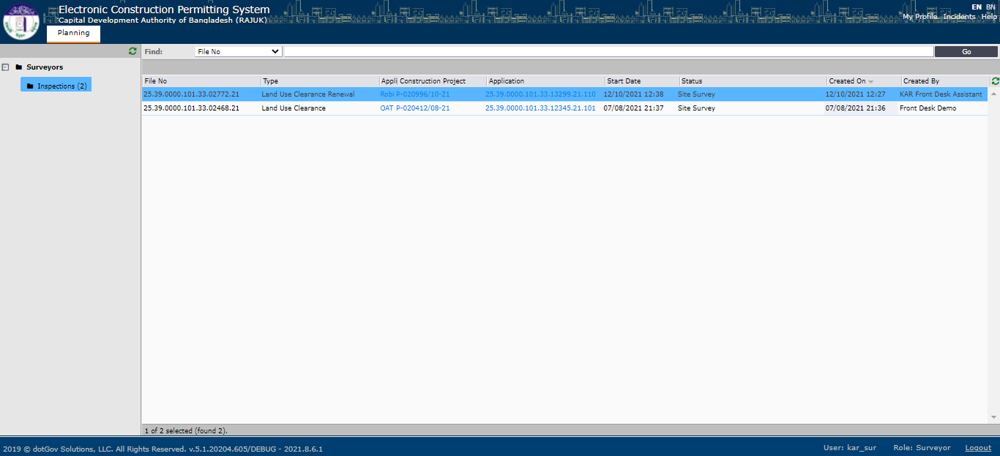 Electronic Construction Permitting System
EN BN
Capital Development Authority of Bangladesh (RAJUK)
My Profile Incidents Help
Planning
Find: File No Go
Surveyors
Inspections (2)
File No Type Appli Construction Project Application Start Date Status Created On Created By
25.39.0000.101.33.02772.21 Land Use Clearance Renewal Robi P-020996/10-21 25.39.0000.101.33.13299.21.110 12/10/2021 12:38 Site Survey 12/10/2021 12:27 KAR Front Desk Assistant
25.39.0000.101.33.02468.21 Land Use Clearance QAT P-020412/08-21 25.39.0000.101.33.12345.21.101 07/08/2021 21:37 Site Survey 07/08/2021 21:36 Front Desk Demo
1 of 2 selected (found 2).
2019 © dotGov Solutions, LLC. All Rights Reserved. v.5.1.20204.605/DEBUG - 2021.8.6.1
User: kar_sur Role: Surveyor Logout